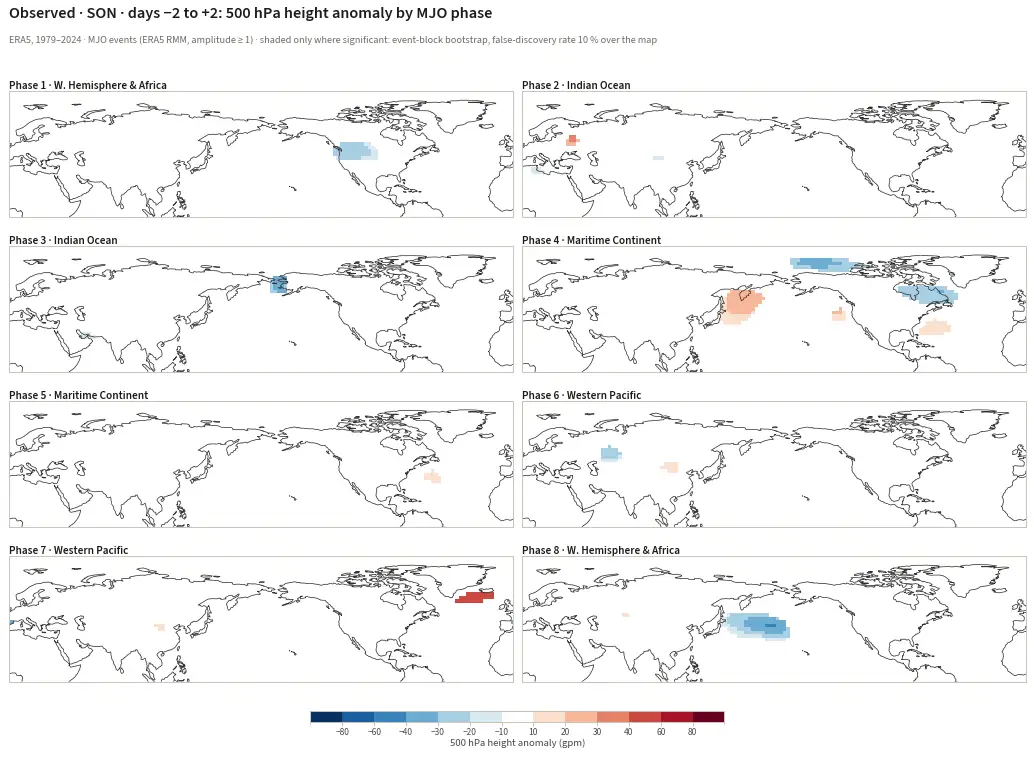 Observed · SON · days −2 to +2: 500 hPa height anomaly by MJO phase
ERA5, 1979–2024 · MJO events (ERA5 RMM, amplitude ≥ 1) · shaded only where significant: event-block bootstrap, false-discovery rate 10 % over the map
Phase 1 · W. Hemisphere & Africa
Phase 2 · Indian Ocean
Phase 3 · Indian Ocean
Phase 4 · Maritime Continent
Phase 5 · Maritime Continent
Phase 6 · Western Pacific
Phase 7 · Western Pacific
Phase 8 · W. Hemisphere & Africa
−80 −60 −40 −30 −20 −10 10 20 30 40 60 80
500 hPa height anomaly (gpm)